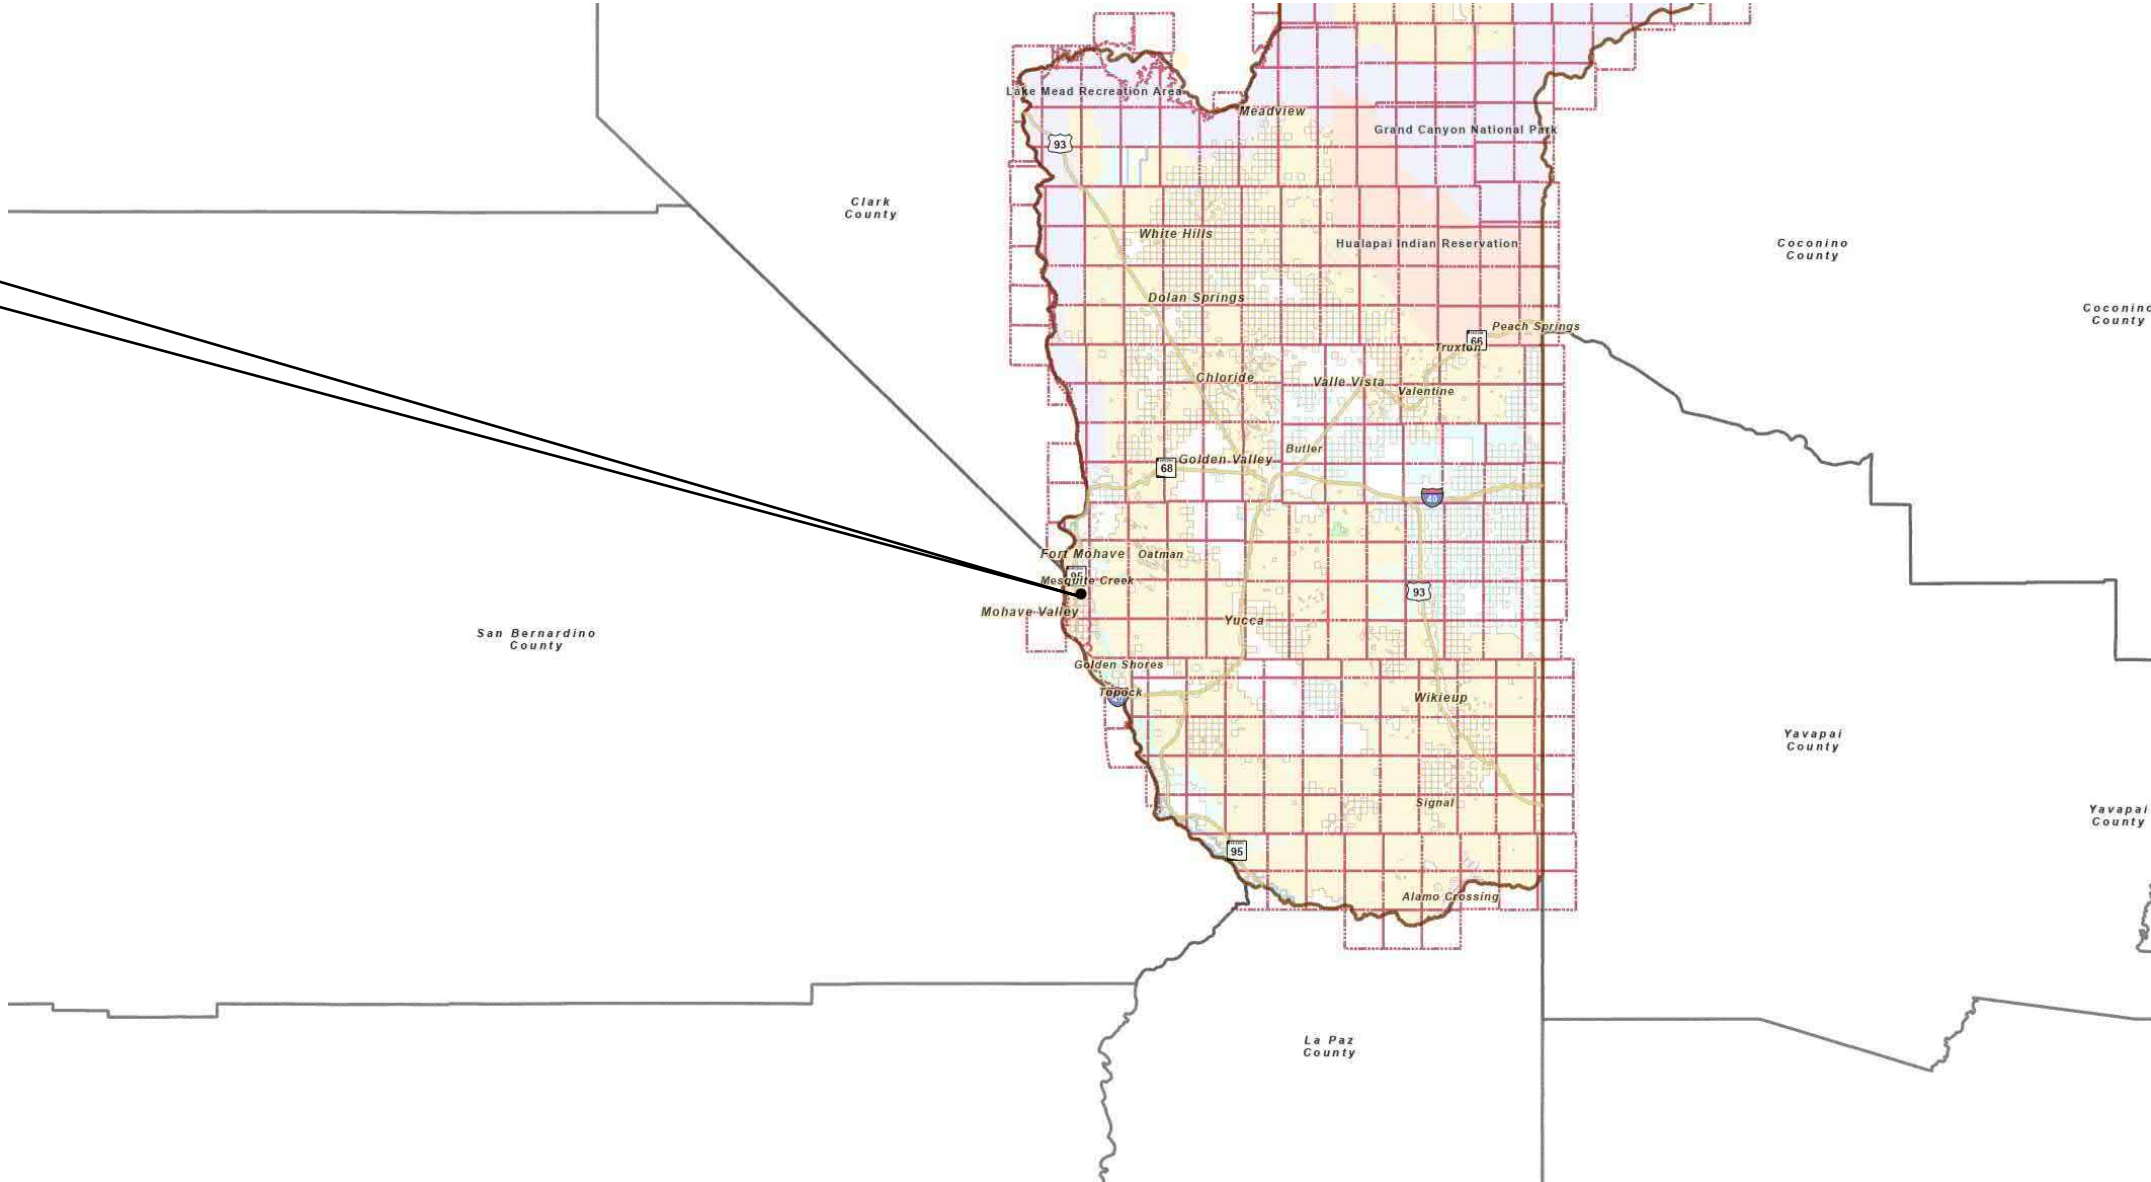 Lake Mead Recreation Area
Meadview
93
Grand Canyon National Park
Clark
County
White Hills
Hualapai Indian Reservation
Coconino
County
Dolan Springs
Coconino
County
Peach Springs
66
Truxton
Chloride
Valle Vista
Valentine
Butler
68
Golden Valley
40
Fort Mohave
Oatman
95
Mesquite Creek
93
Mohave Valley
Yucca
San Bernardino
County
Golden Shores
Topock
Wikieup
Yavapai
County
Signal
Yavapai
County
95
Alamo Crossing
La Paz
County